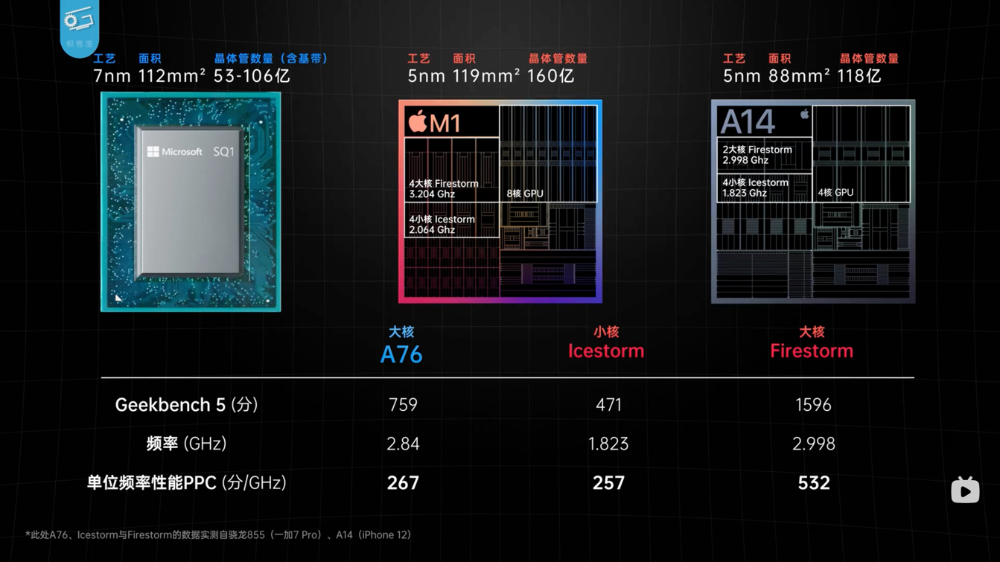 极客湾
工艺 面积 晶体管数量（含基带）
7nm 112mm² 53-106亿
工艺 面积 晶体管数量
5nm 119mm² 160亿
工艺 面积 晶体管数量
5nm 88mm² 118亿
Microsoft SQ1
M1
4大核 Firestorm
3.204 Ghz
8核 GPU
4小核 Icestorm
2.064 Ghz
A14
2大核 Firestorm
2.998 Ghz
4小核 Icestorm
1.823 Ghz
4核 GPU
大核 小核 大核
A76 Icestorm Firestorm
Geekbench 5 (分) 759 471 1596
频率 (GHz) 2.84 1.823 2.998
单位频率性能PPC (分/GHz) 267 257 532
*此处A76、Icestorm与Firestorm的数据实测自骁龙855（一加7 Pro）、A14（iPhone 12）